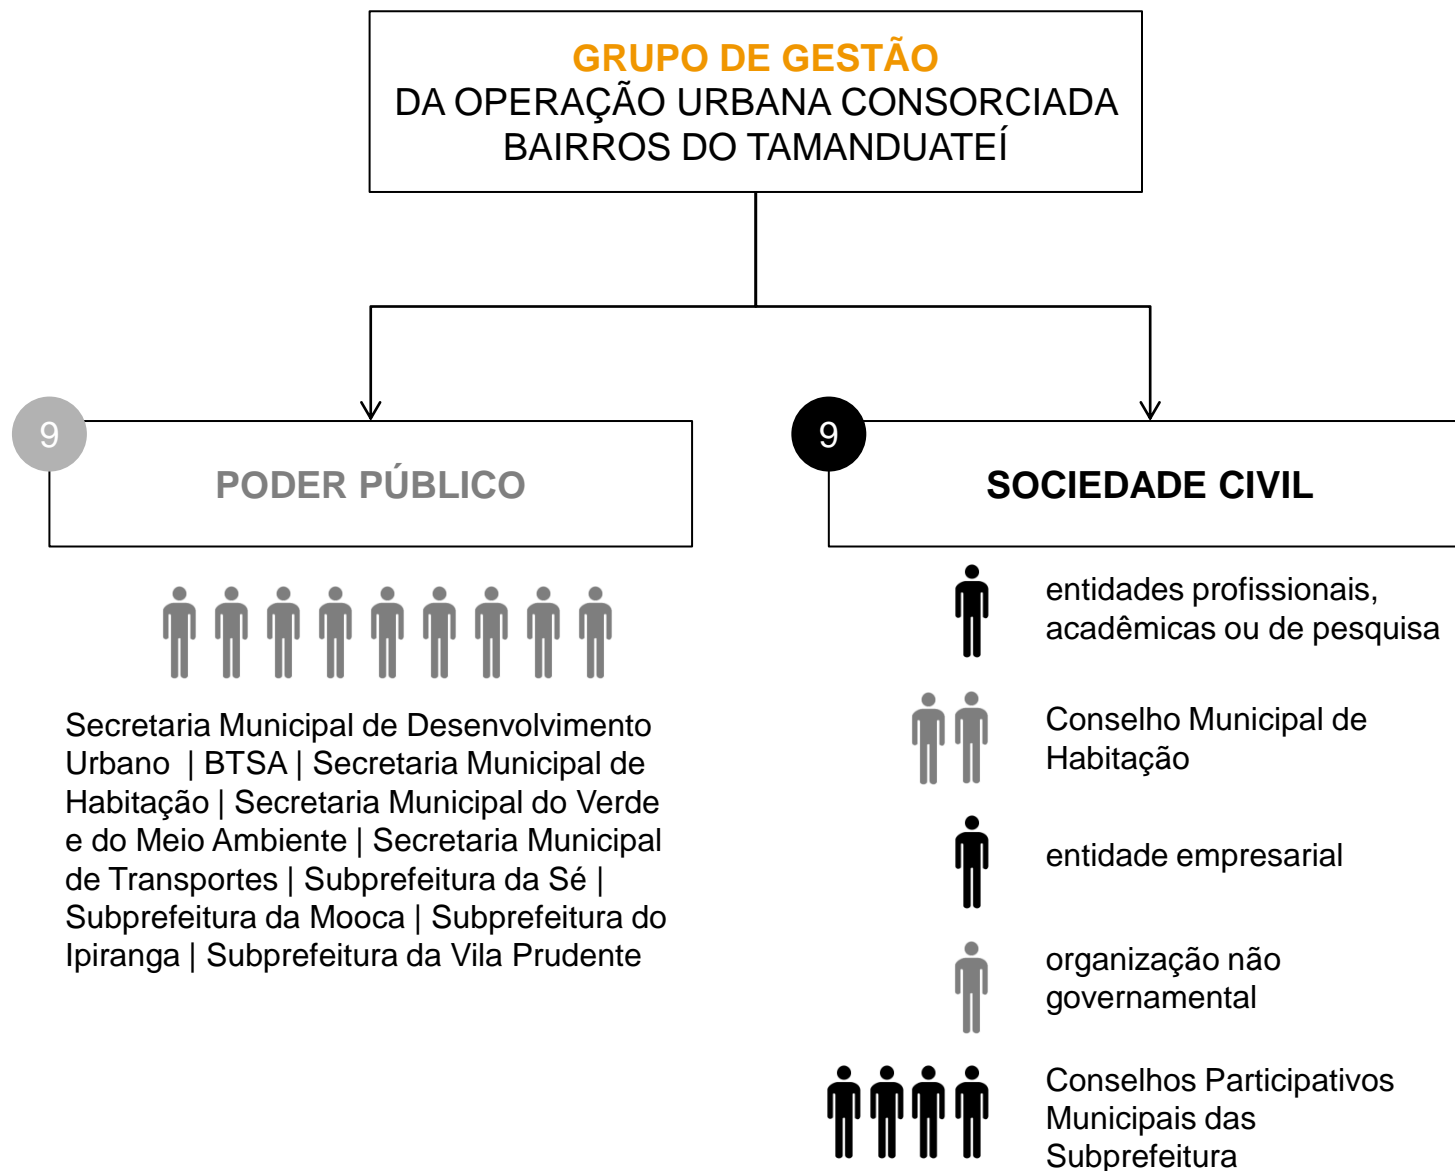 GRUPO DE GESTÃO
DA OPERAÇÃO URBANA CONSORCIADA
BAIRROS DO TAMANDUATEÍ
9
PODER PÚBLICO
Secretaria Municipal de Desenvolvimento
Urbano | BTSA | Secretaria Municipal de
Habitação | Secretaria Municipal do Verde
e do Meio Ambiente | Secretaria Municipal
de Transportes | Subprefeitura da Sé |
Subprefeitura da Mooca | Subprefeitura do
Ipiranga | Subprefeitura da Vila Prudente
9
SOCIEDADE CIVIL
entidades profissionais,
acadêmicas ou de pesquisa
Conselho Municipal de
Habitação
entidade empresarial
organização não
governamental
Conselhos Participativos
Municipais das
Subprefeitura